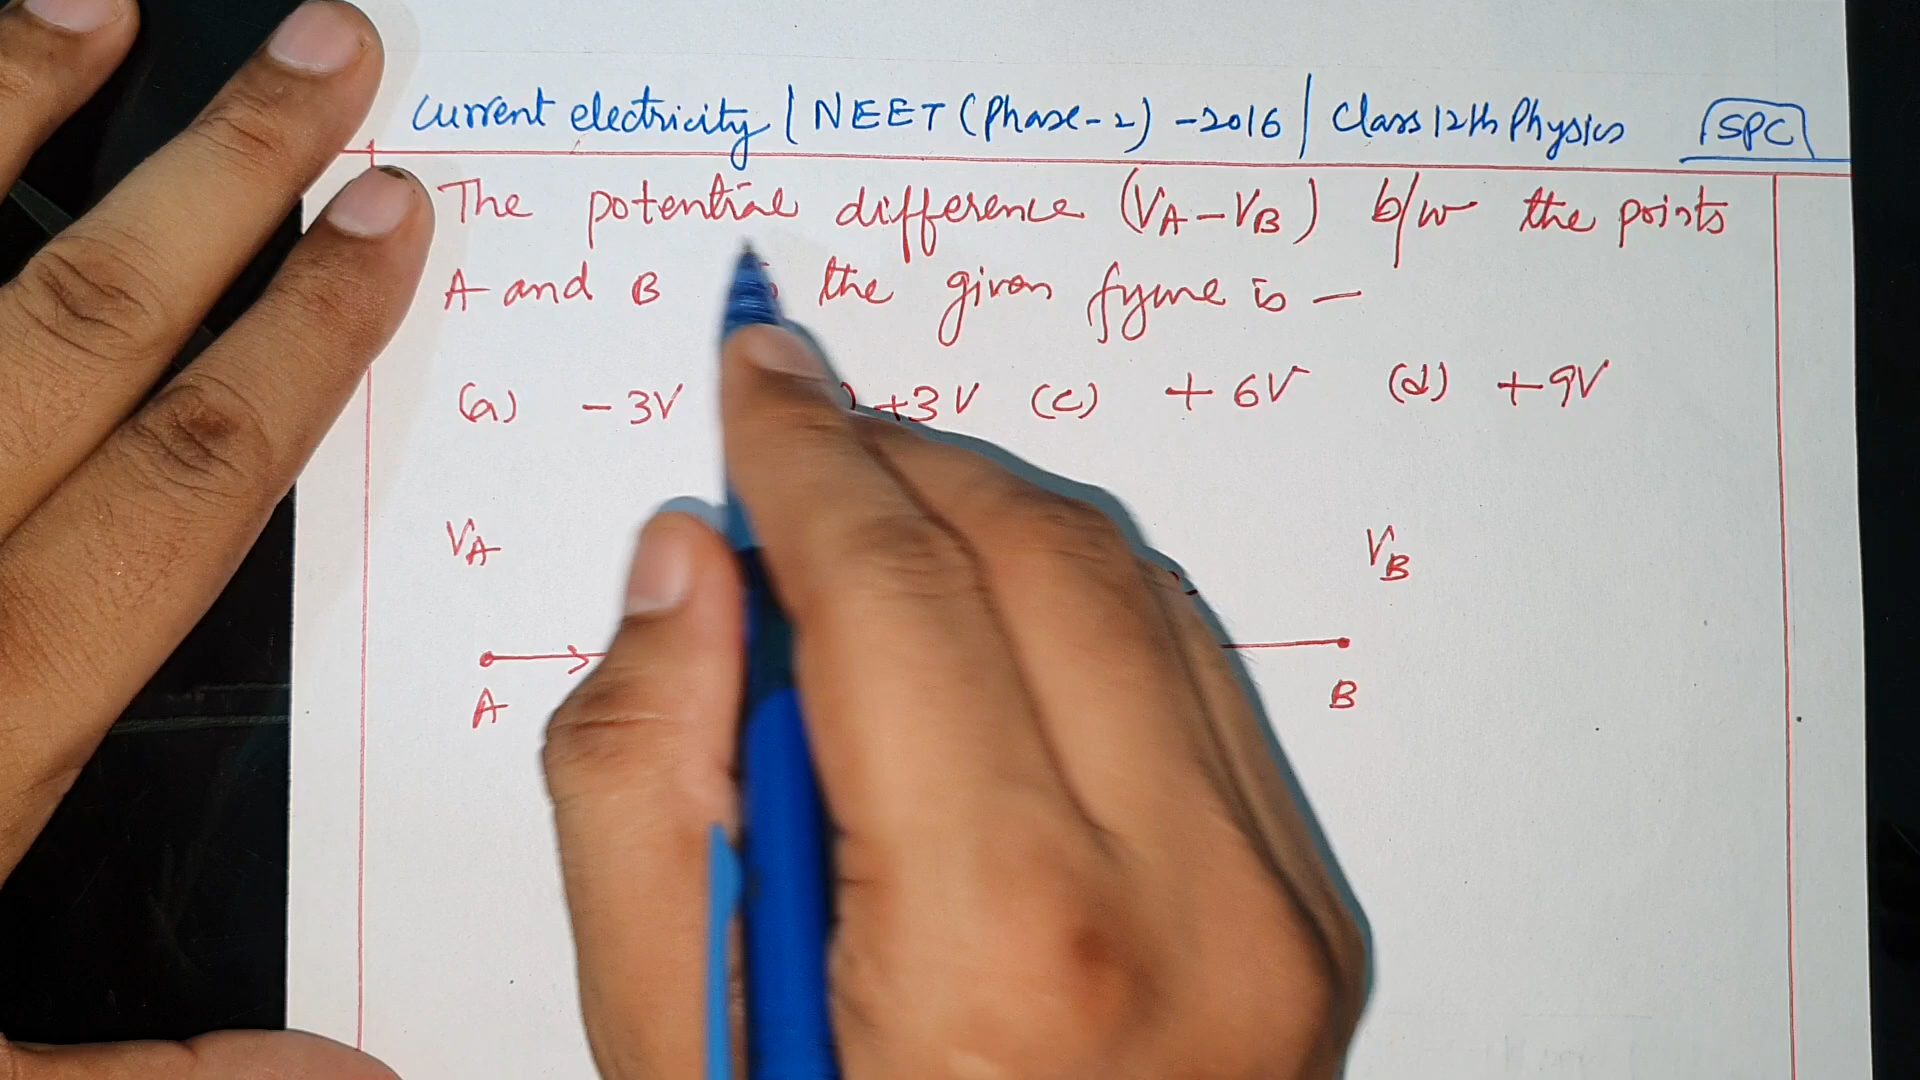 Current electricity | NEET (Phase-2) -2016 | Class 12th Physics SPC
The potential difference (VA-VB) b/w the points
A and B the given figure is -
(a) -3V ) +3V (c) +6V (d) +9V
VA VB
A B